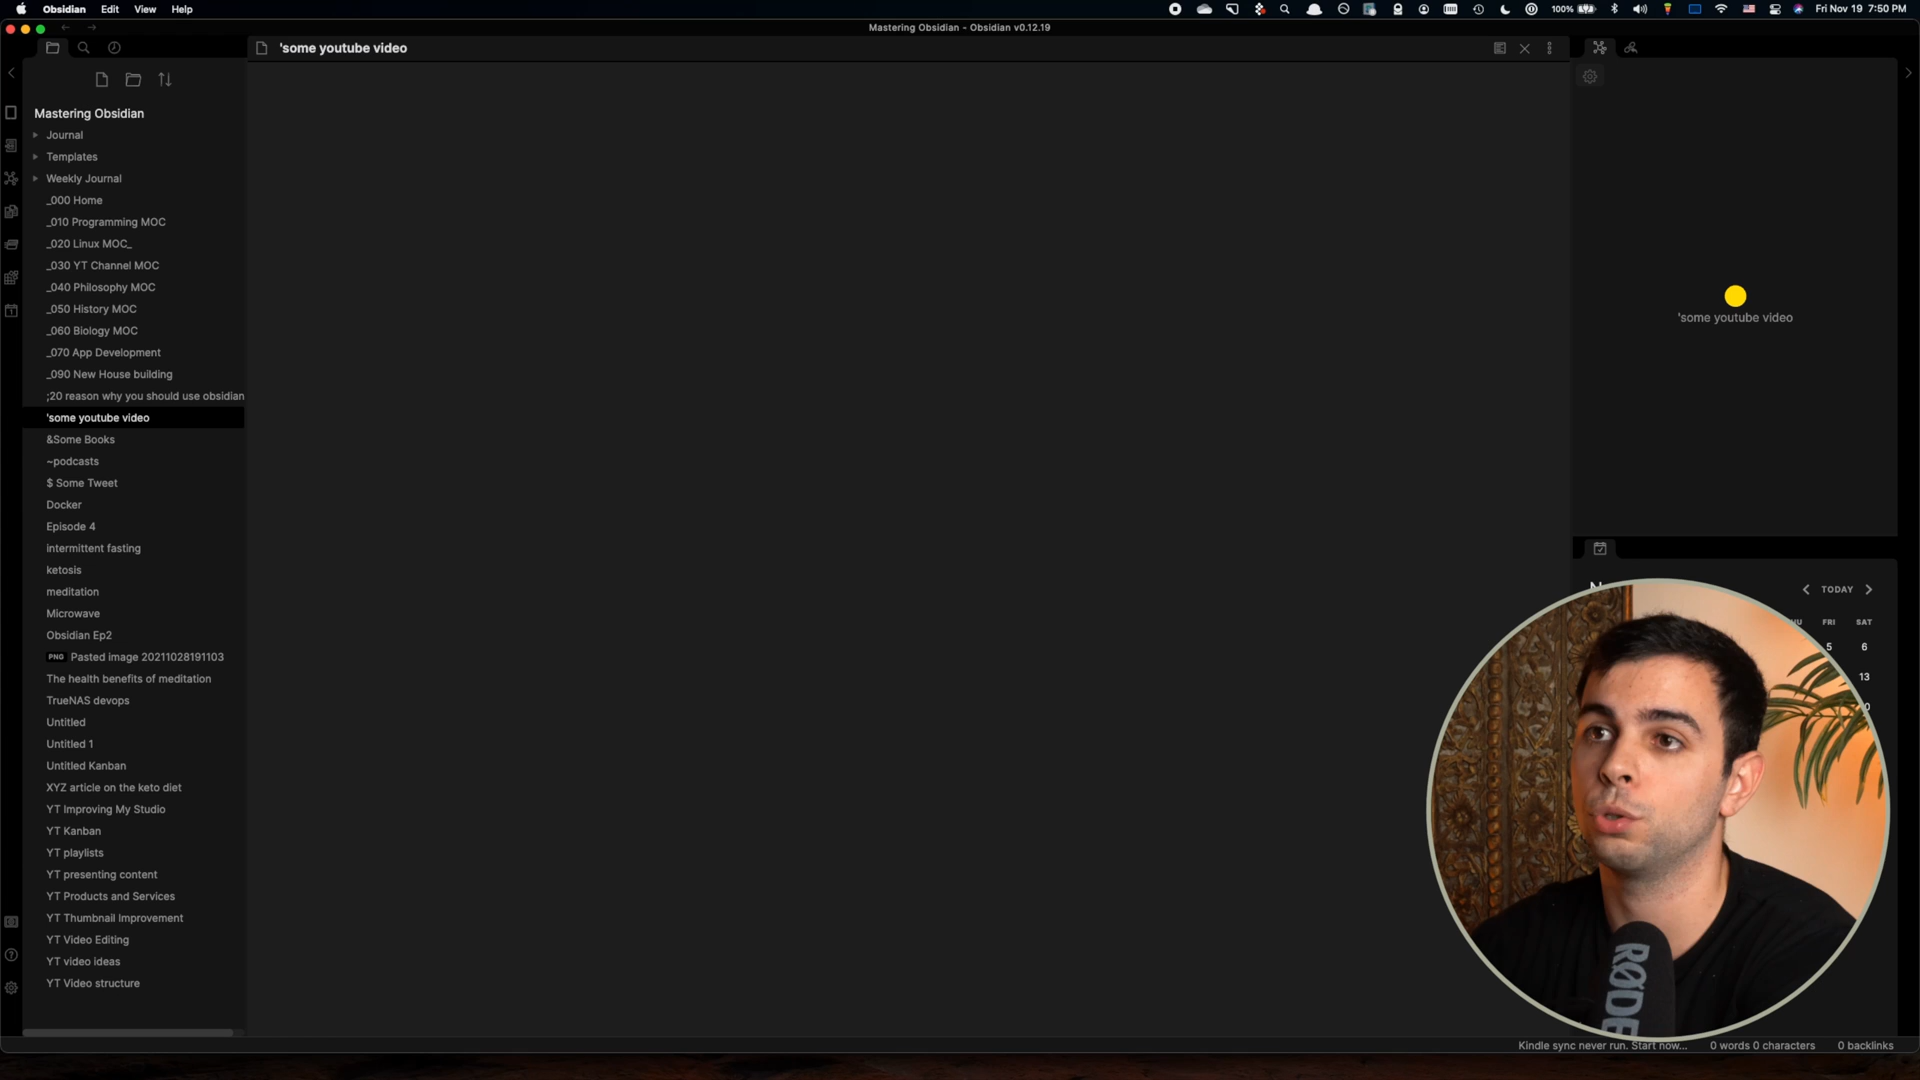 Obsidian Edit View Help
100% Fri Nov 19 7:50 PM
Mastering Obsidian - Obsidian v0.12.19
'some youtube video
Mastering Obsidian
Journal
Templates
Weekly Journal
_000 Home
_010 Programming MOC
_020 Linux MOC_
_030 YT Channel MOC
_040 Philosophy MOC
_050 History MOC
_060 Biology MOC
_070 App Development
_090 New House building
;20 reason why you should use obsidian
'some youtube video
&Some Books
~podcasts
$ Some Tweet
Docker
Episode 4
intermittent fasting
ketosis
meditation
Microwave
Obsidian Ep2
PNG Pasted image 20211028191103
The health benefits of meditation
TrueNAS devops
Untitled
Untitled 1
Untitled Kanban
XYZ article on the keto diet
YT Improving My Studio
YT Kanban
YT playlists
YT presenting content
YT Products and Services
YT Thumbnail Improvement
YT Video Editing
YT video ideas
YT Video structure
'some youtube video
TODAY
FRI SAT
5 6
13
RØDE
Kindle sync never run. Start now... 0 words 0 characters 0 backlinks